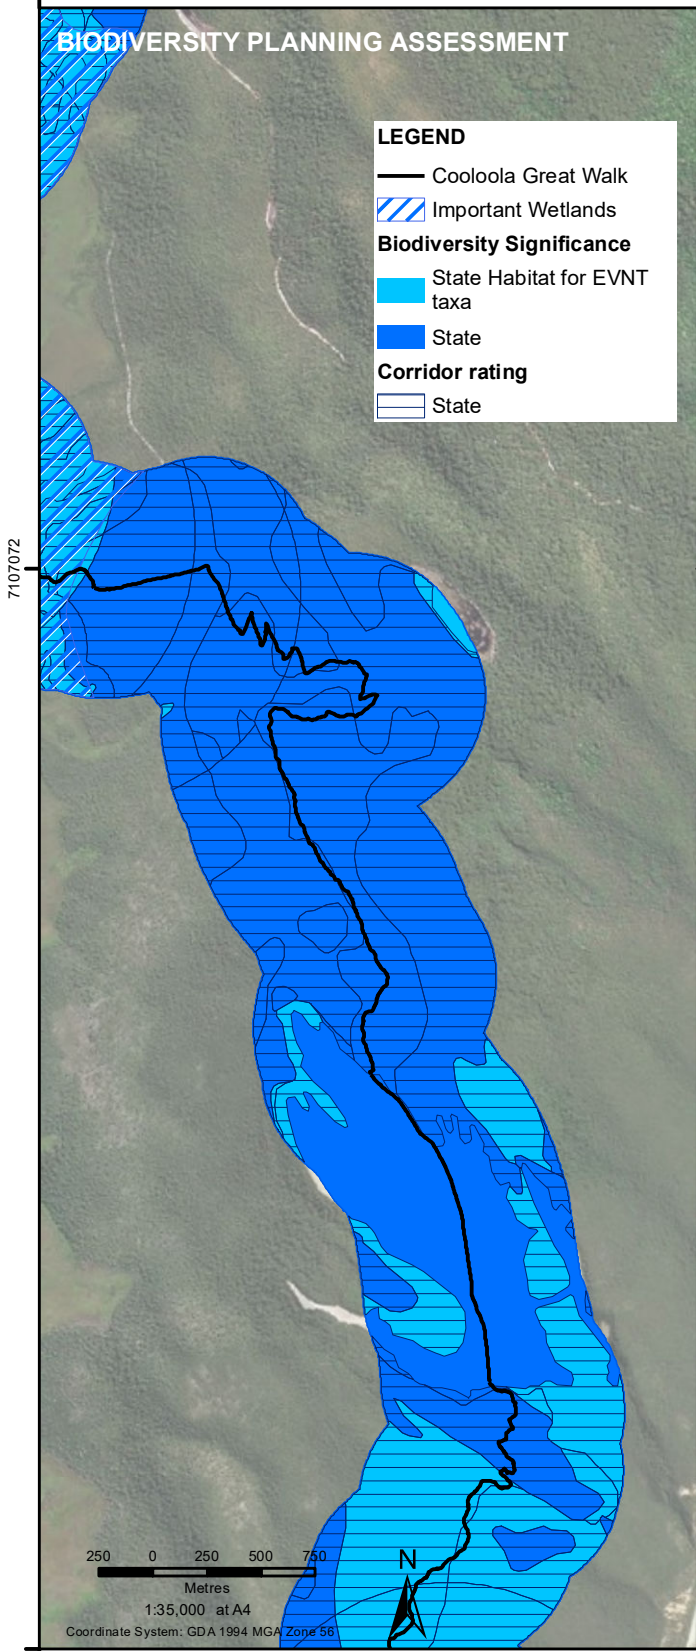 BIODIVERSITY PLANNING ASSESSMENT
LEGEND
Cooloola Great Walk
Important Wetlands
Biodiversity Significance
State Habitat for EVNT
taxa
State
Corridor rating
State
7107072
250 0 250 500 750
Metres
1:35,000 at A4
Coordinate System: GDA 1994 MGA Zone 56
N